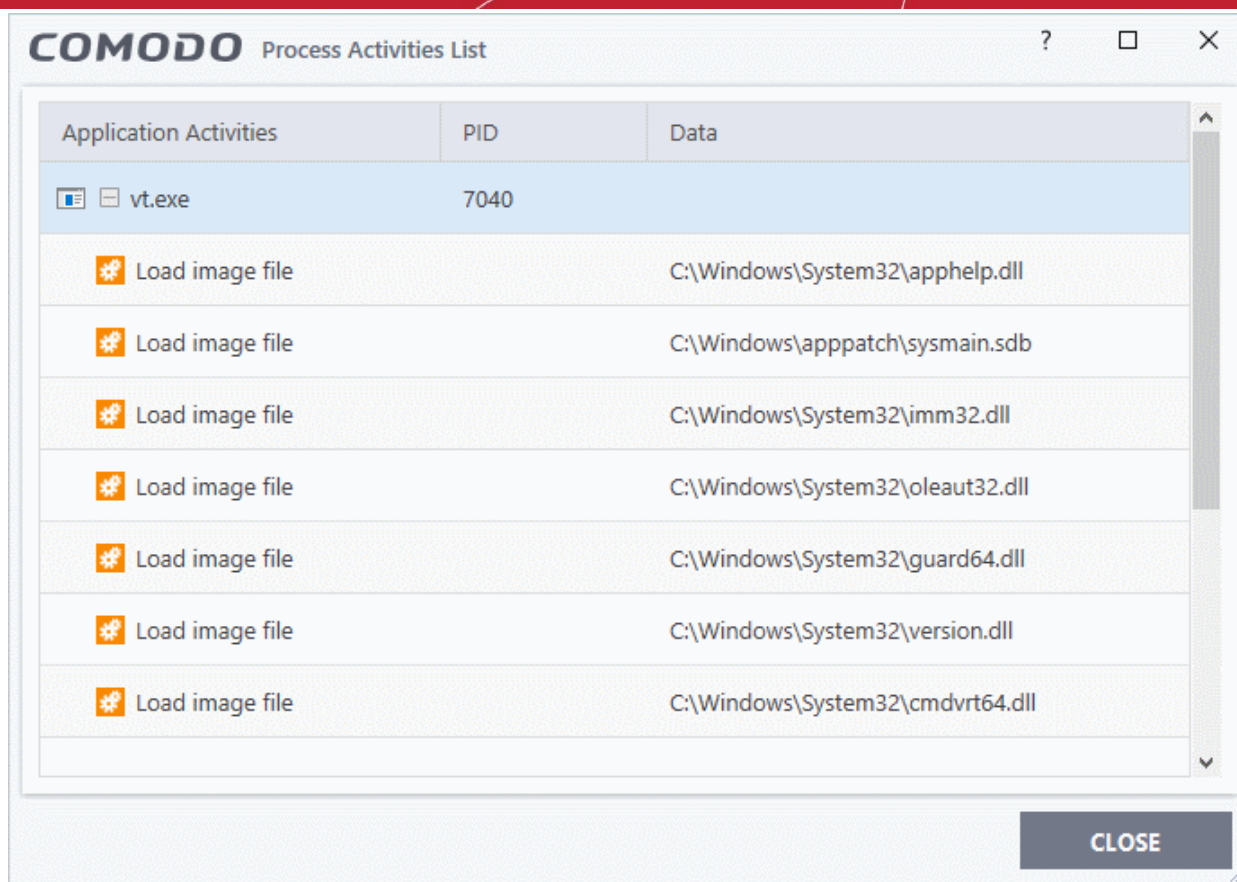 COMODO Process Activities List ?
Application Activities PID Data
vt.exe 7040
Load image file C:\Windows\System32\apphelp.dll
Load image file C:\Windows\apppatch\sysmain.sdb
Load image file C:\Windows\System32\imm32.dll
Load image file C:\Windows\System32\oleaut32.dll
Load image file C:\Windows\System32\guard64.dll
Load image file C:\Windows\System32\version.dll
Load image file C:\Windows\System32\cmdvrt64.dll
CLOSE